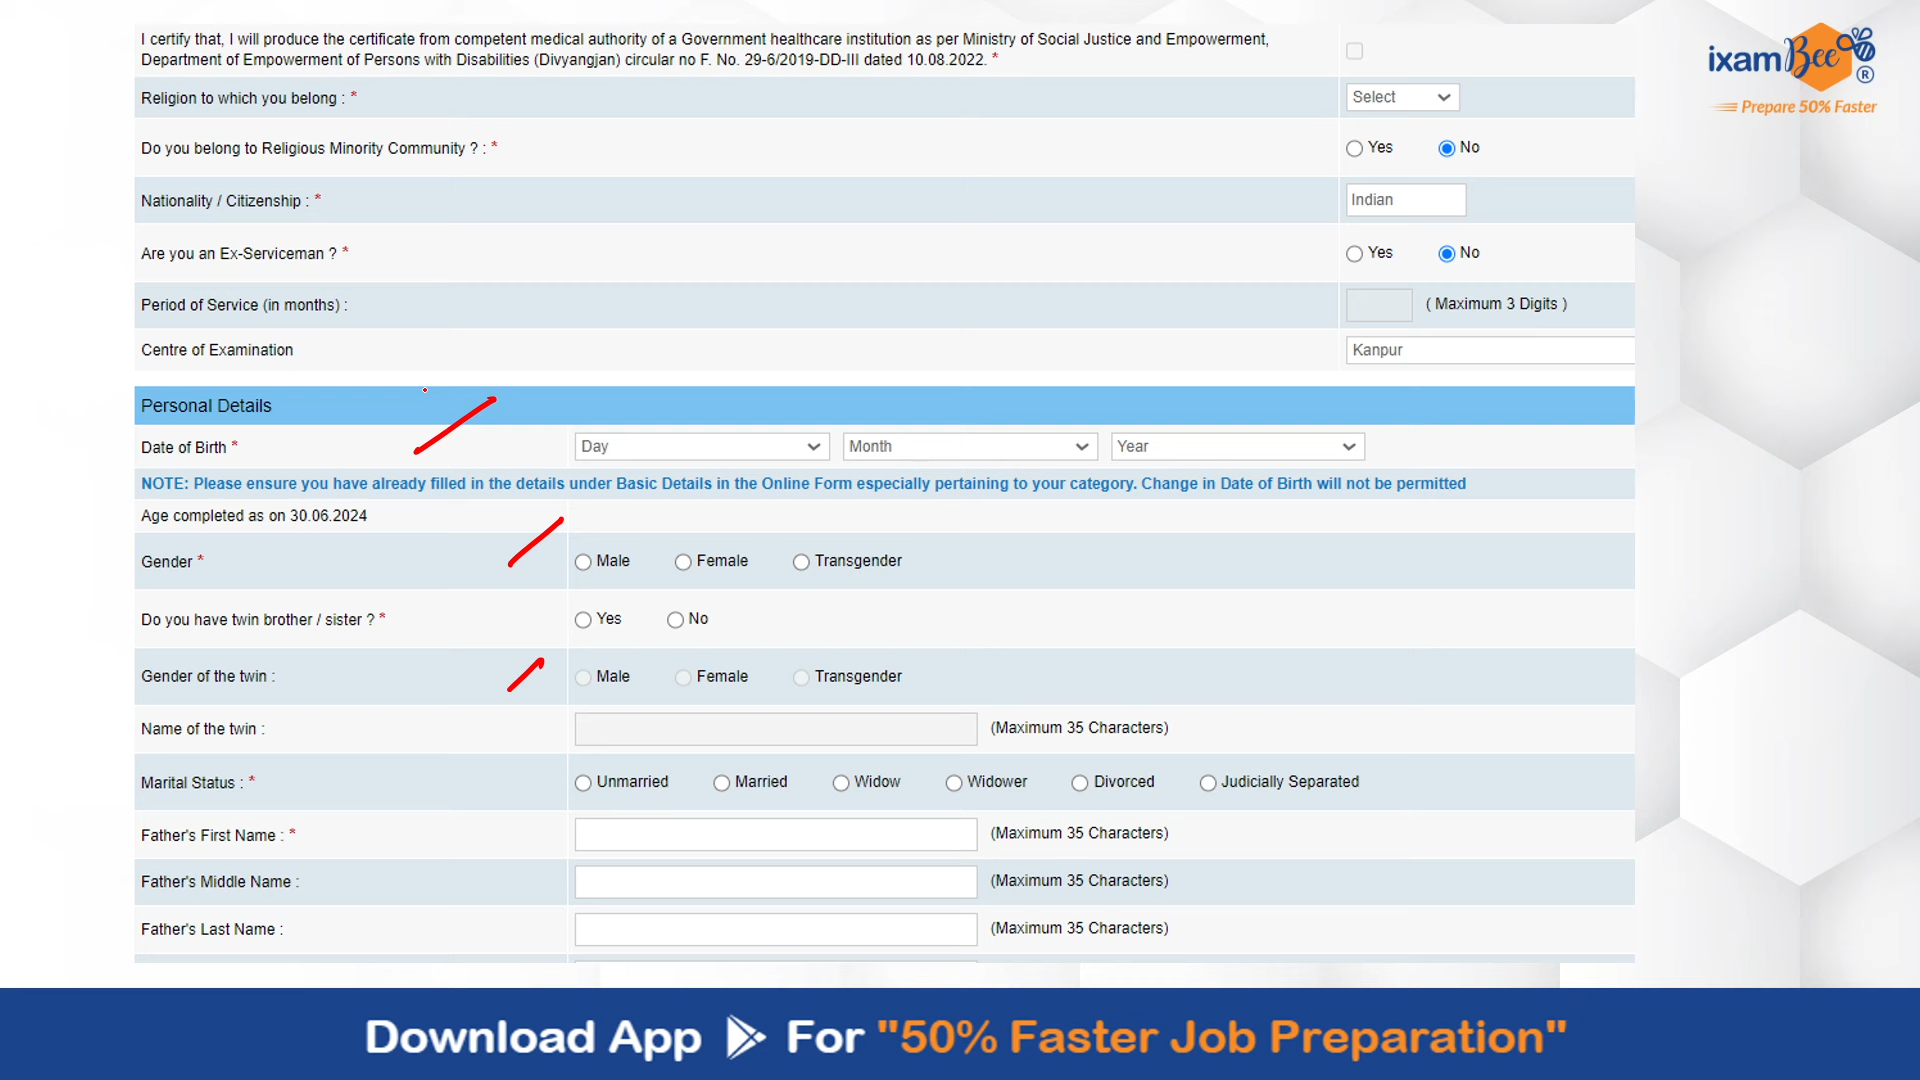 I certify that, I will produce the certificate from competent medical authority of a Government healthcare institution as per Ministry of Social Justice and Empowerment,
Department of Empowerment of Persons with Disabilities (Divyangjan) circular no F. No. 29-6/2019-DD-III dated 10.08.2022. *
ixamBee ®
Prepare 50% Faster
Religion to which you belong : * Select
Do you belong to Religious Minority Community ? : * Yes No
Nationality / Citizenship : * Indian
Are you an Ex-Serviceman ? * Yes No
Period of Service (in months) : ( Maximum 3 Digits )
Centre of Examination Kanpur
Personal Details
Date of Birth * Day Month Year
NOTE: Please ensure you have already filled in the details under Basic Details in the Online Form especially pertaining to your category. Change in Date of Birth will not be permitted
Age completed as on 30.06.2024
Gender * Male Female Transgender
Do you have twin brother / sister ? * Yes No
Gender of the twin : Male Female Transgender
Name of the twin : (Maximum 35 Characters)
Marital Status : * Unmarried Married Widow Widower Divorced Judicially Separated
Father's First Name : * (Maximum 35 Characters)
Father's Middle Name : (Maximum 35 Characters)
Father's Last Name : (Maximum 35 Characters)
Download App For "50% Faster Job Preparation"